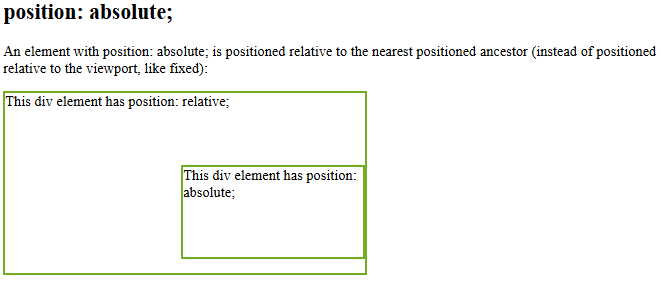 position: absolute;
An element with position: absolute; is positioned relative to the nearest positioned ancestor (instead of positioned
relative to the viewport, like fixed):
This div element has position: relative;
This div element has position:
absolute;